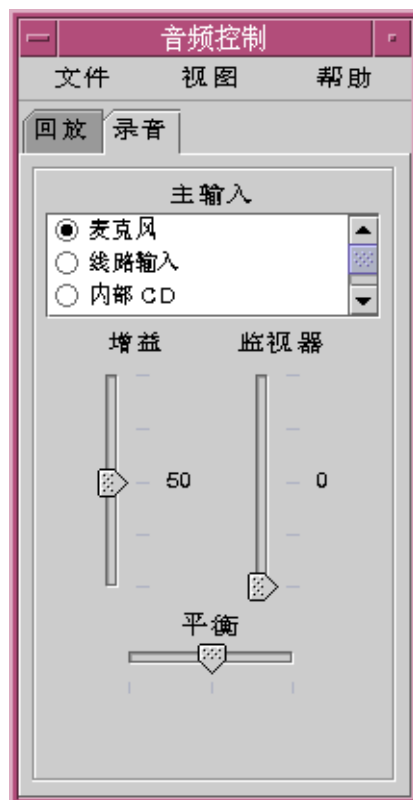 音频控制
文件 视图 帮助
回放 录音
主输入
麦克风
线路输入
内部 CD
增益 监视器
50 0
平衡